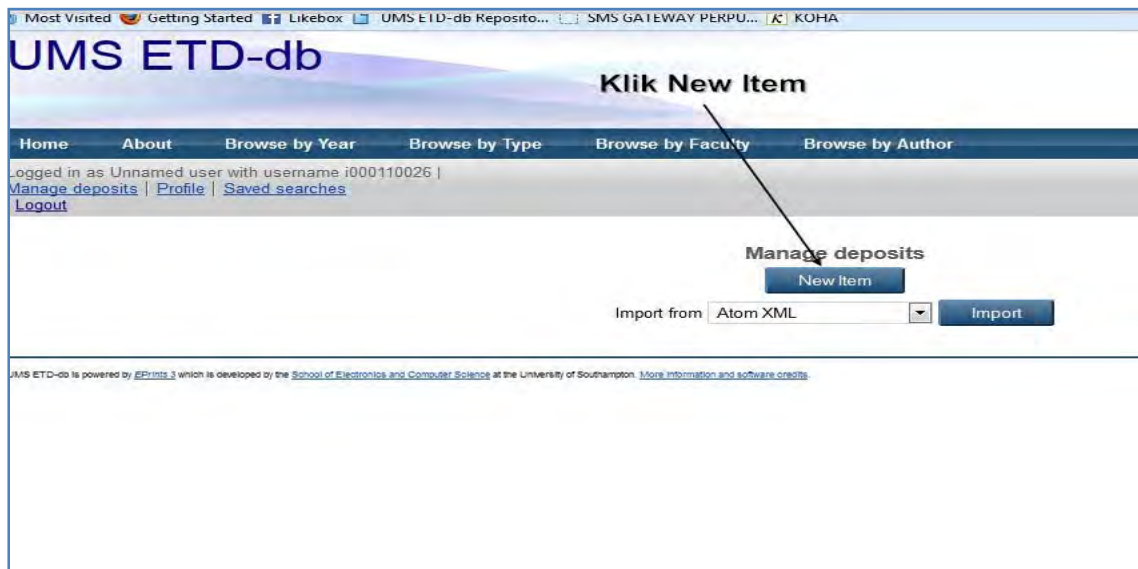 Most Visited Getting Started Likebox UMS ETD-db Reposito... SMS GATEWAY PERPU... KOHA
UMS ETD-db
Klik New Item
Home About Browse by Year Browse by Type Browse by Faculty Browse by Author
Logged in as Unnamed user with username i000110026 |
Manage deposits | Profile | Saved searches
Logout
Manage deposits
New Item
Import from Atom XML Import
UMS ETD-db is powered by EPrints 3 which is developed by the School of Electronics and Computer Science at the University of Southampton. More information and software credits.